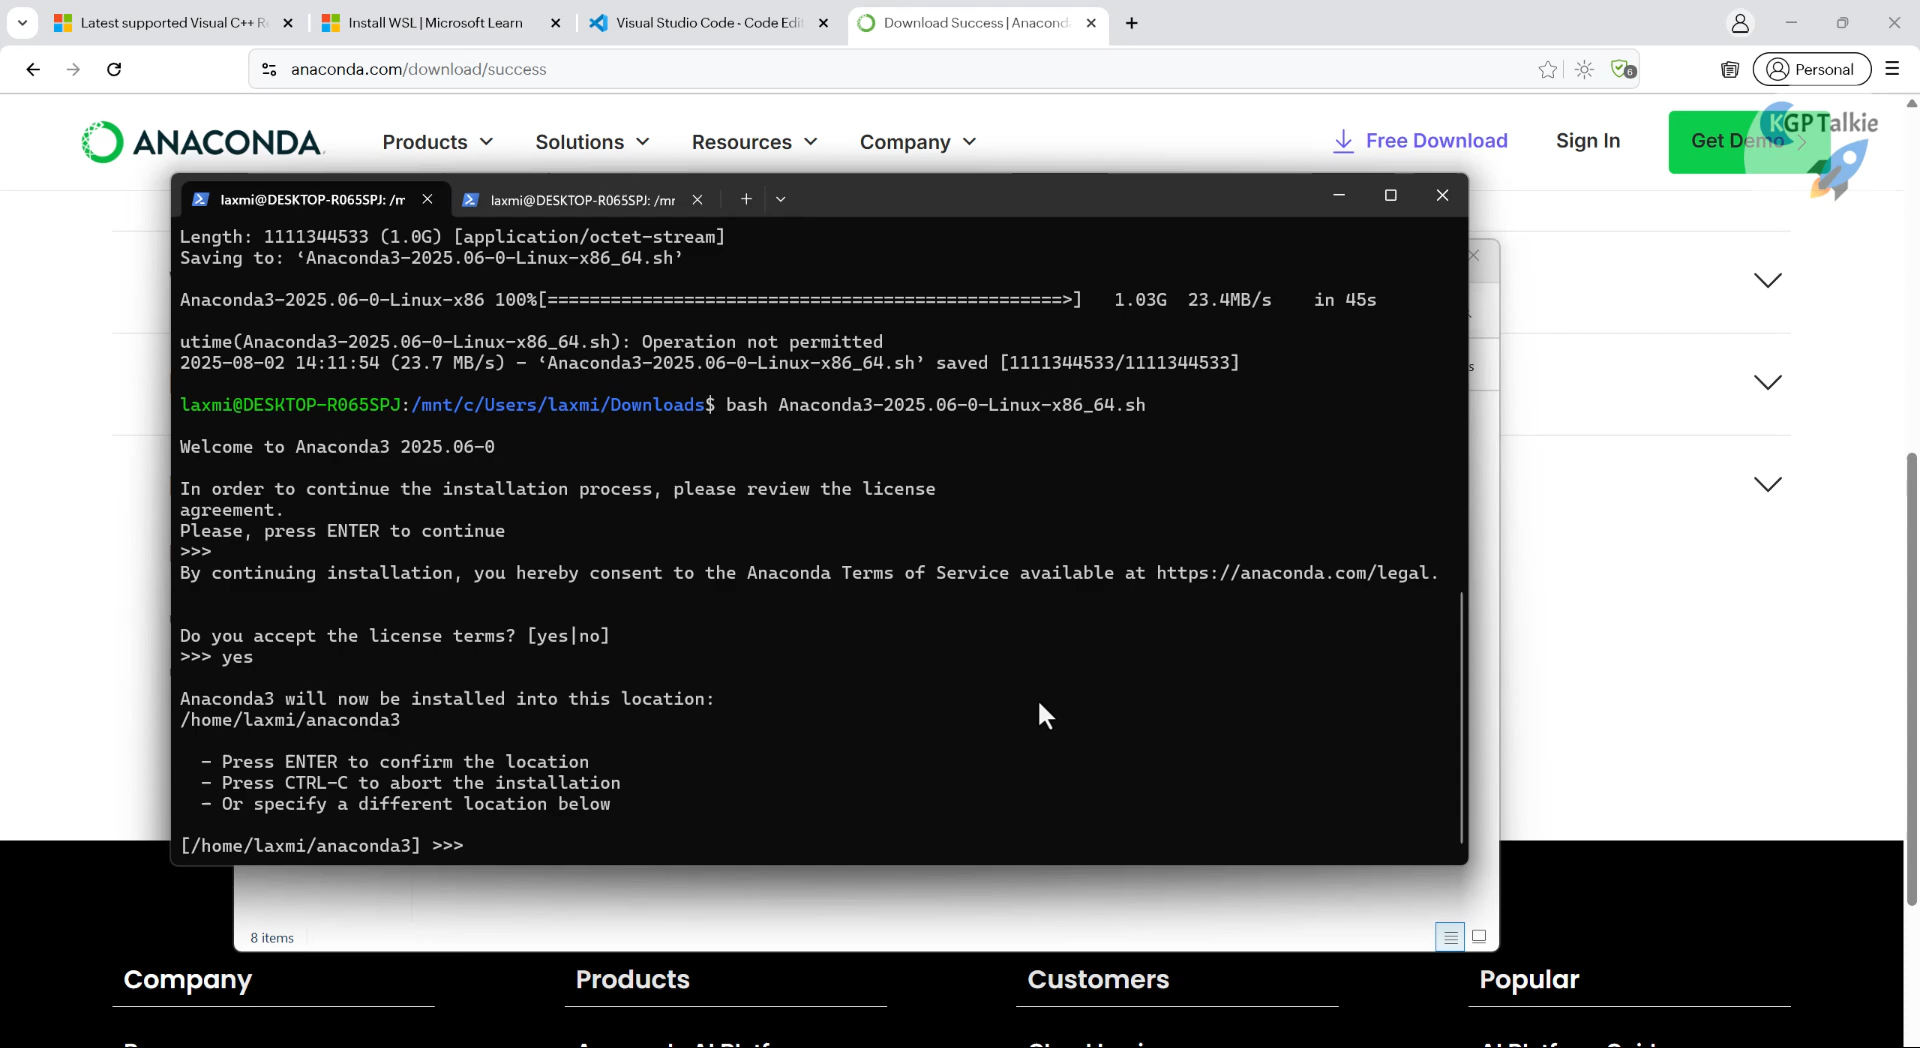 Latest supported Visual C++ R
Install WSL | Microsoft Learn
Visual Studio Code - Code Edit
Download Success | Anaconda
anaconda.com/download/success
6
Personal
ANACONDA.
Products
Solutions
Resources
Company
Free Download
Sign In
Get Demo
KGPTalkie
laxmi@DESKTOP-R065SPJ: /m
laxmi@DESKTOP-R065SPJ: /mr
Length: 1111344533 (1.0G) [application/octet-stream]
Saving to: ‘Anaconda3-2025.06-0-Linux-x86_64.sh’
Anaconda3-2025.06-0-Linux-x86 100%[=================================================>] 1.03G 23.4MB/s in 45s
utime(Anaconda3-2025.06-0-Linux-x86_64.sh): Operation not permitted
2025-08-02 14:11:54 (23.7 MB/s) - ‘Anaconda3-2025.06-0-Linux-x86_64.sh’ saved [1111344533/1111344533]
s
laxmi@DESKTOP-R065SPJ:/mnt/c/Users/laxmi/Downloads$ bash Anaconda3-2025.06-0-Linux-x86_64.sh
Welcome to Anaconda3 2025.06-0
In order to continue the installation process, please review the license
agreement.
Please, press ENTER to continue
>>>
By continuing installation, you hereby consent to the Anaconda Terms of Service available at https://anaconda.com/legal.
Do you accept the license terms? [yes|no]
>>> yes
Anaconda3 will now be installed into this location:
/home/laxmi/anaconda3
- Press ENTER to confirm the location
- Press CTRL-C to abort the installation
- Or specify a different location below
[/home/laxmi/anaconda3] >>>
8 items
Company
Products
Customers
Popular